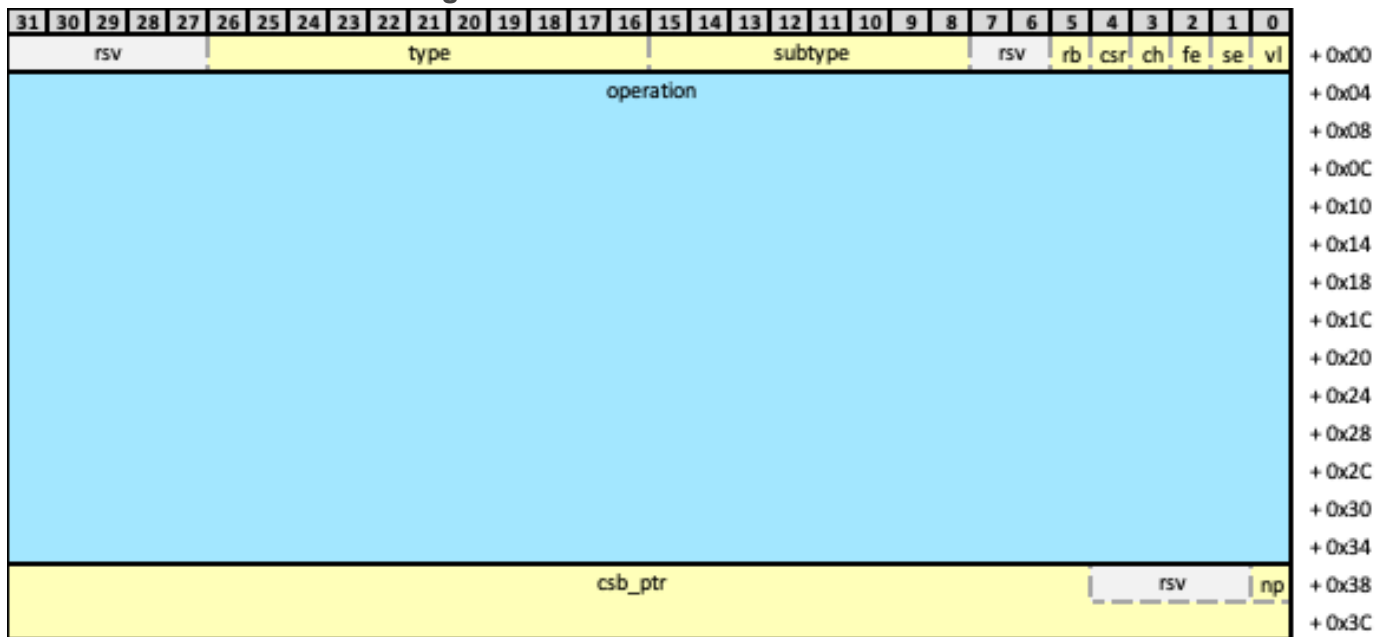 31 30 29 28 27 26 25 24 23 22 21 20 19 18 17 16 15 14 13 12 11 10 9 8 7 6 5 4 3 2 1 0
rsv type subtype rsv rb csr ch fe se vl + 0x00
operation + 0x04
+ 0x08
+ 0x0C
+ 0x10
+ 0x14
+ 0x18
+ 0x1C
+ 0x20
+ 0x24
+ 0x28
+ 0x2C
+ 0x30
+ 0x34
csb_ptr rsv np + 0x38
+ 0x3C